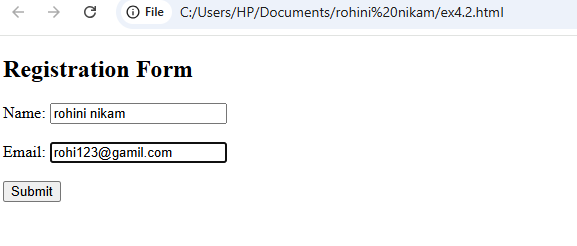 File C:/Users/HP/Documents/rohini%20nikam/ex4.2.html
Registration Form
Name: rohini nikam
Email: rohi123@gamil.com
Submit